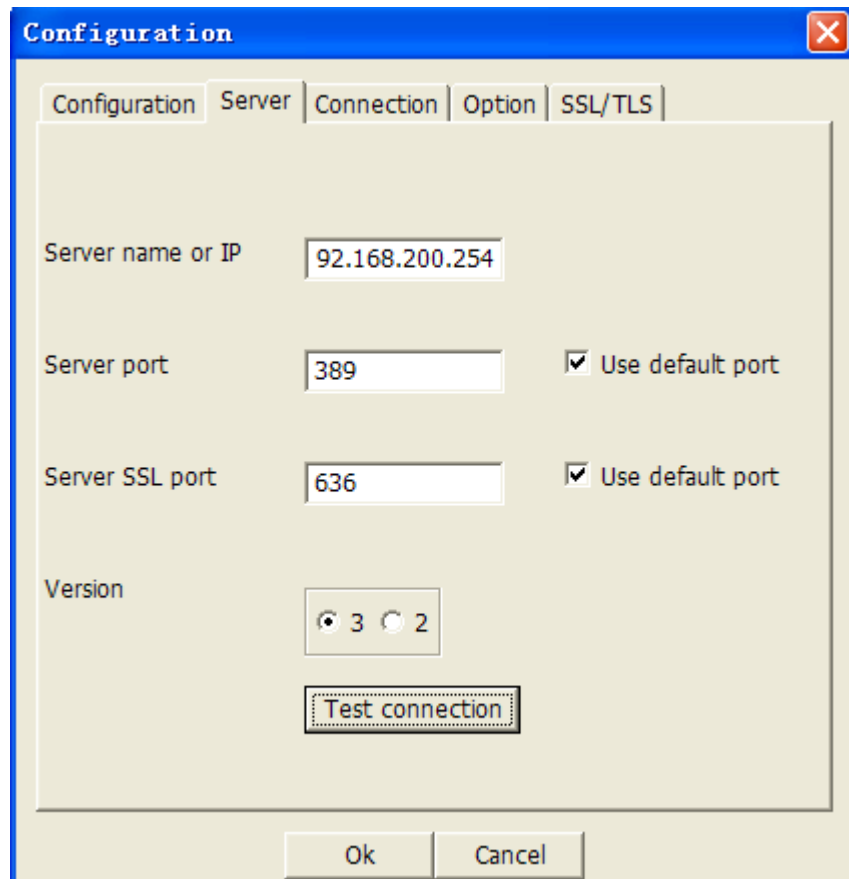 Configuration
Configuration Server Connection Option SSL/TLS
Server name or IP 92.168.200.254
Server port 389 Use default port
Server SSL port 636 Use default port
Version 3 2
Test connection
Ok Cancel